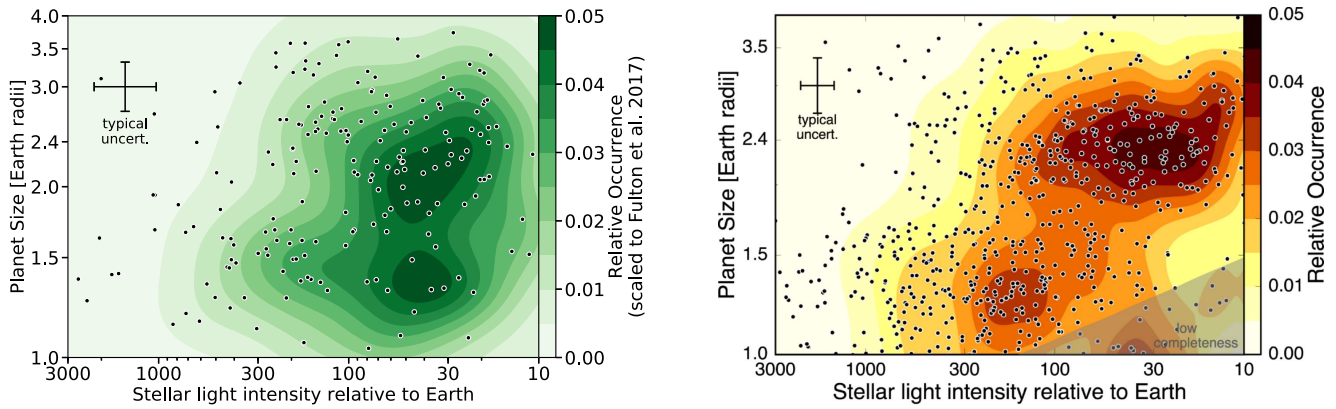 4.0
3.5
3.0
2.4
2.0
1.5
1.0
Planet Size [Earth radii]
typical
uncert.
3000
1000
300
100
30
10
Stellar light intensity relative to Earth
0.05
0.04
0.03
0.02
0.01
0.00
Relative Occurrence
(scaled to Fulton et al. 2017)
3.5
2.4
1.5
1.0
Planet Size [Earth radii]
typical
uncert.
low
completeness
3000
1000
300
100
30
10
Stellar light intensity relative to Earth
0.05
0.04
0.03
0.02
0.01
0.00
Relative Occurrence